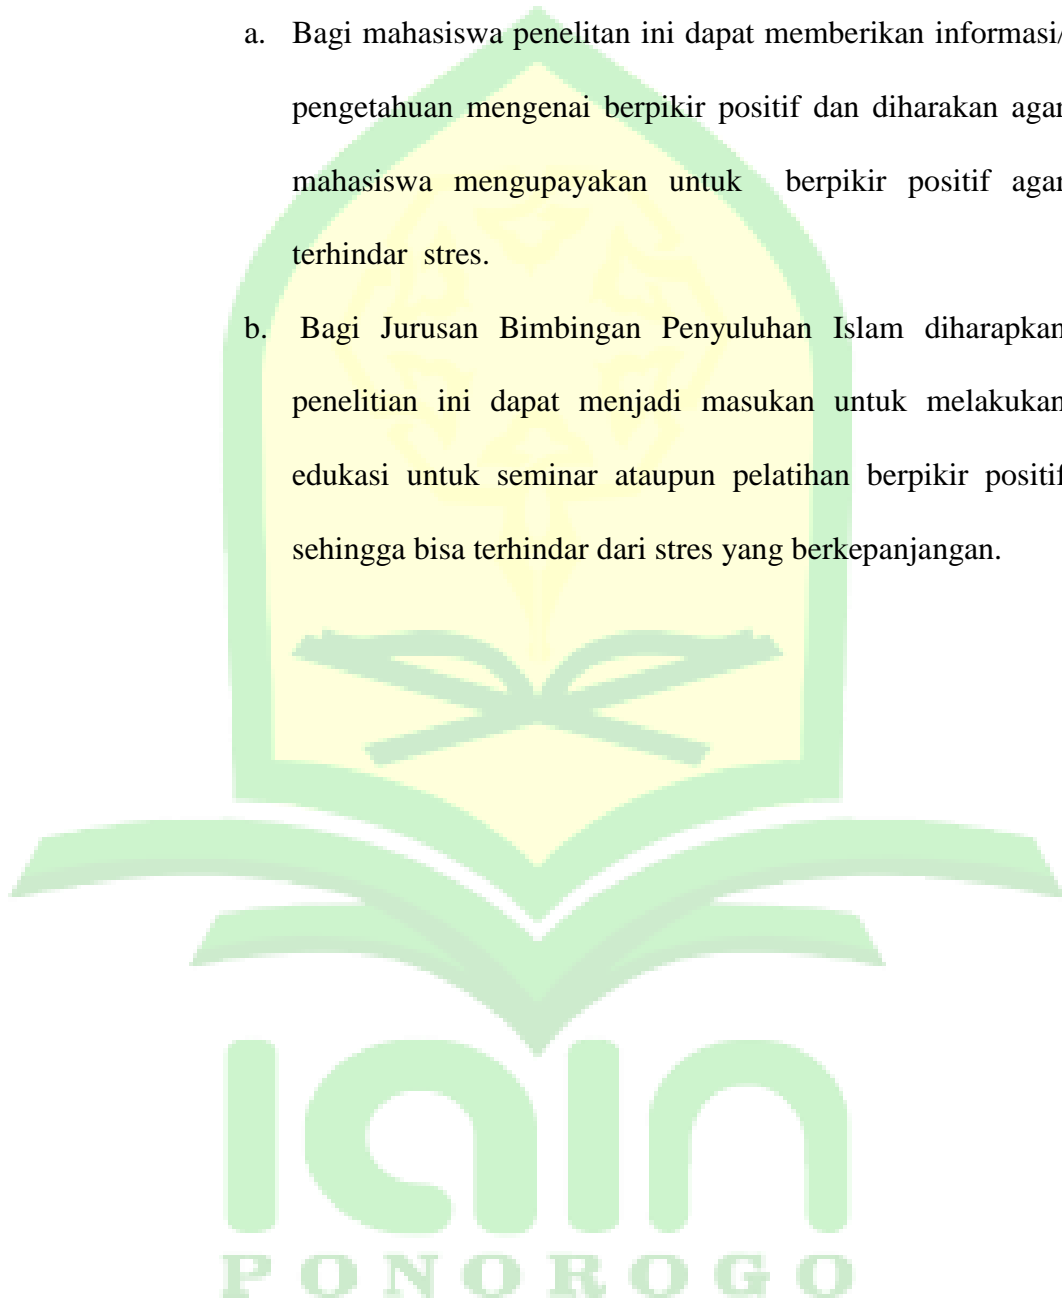 a. Bagi mahasiswa penelitan ini dapat memberikan informasi/
pengetahuan mengenai berpikir positif dan diharakan agar
mahasiswa mengupayakan untuk berpikir positif agar
terhindar stres.
b. Bagi Jurusan Bimbingan Penyuluhan Islam diharapkan
penelitian ini dapat menjadi masukan untuk melakukan
edukasi untuk seminar ataupun pelatihan berpikir positif
sehingga bisa terhindar dari stres yang berkepanjangan.
iain
PONOROGO